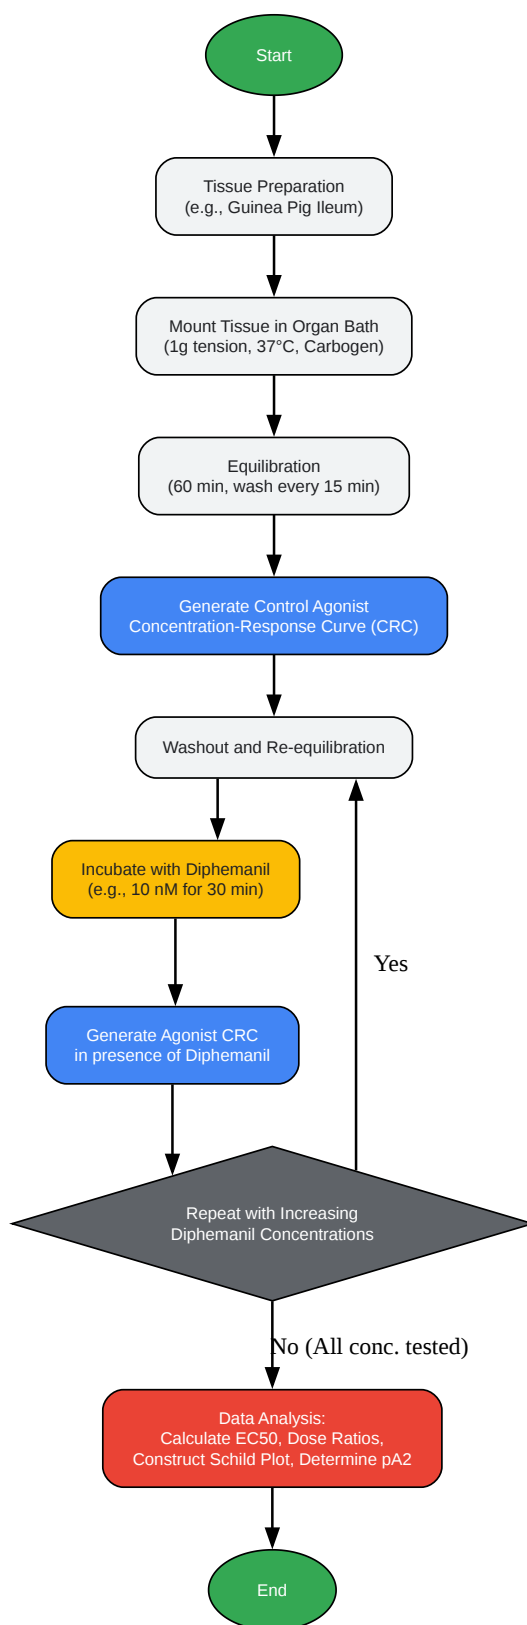 Start
Tissue Preparation
(e.g., Guinea Pig Ileum)
Mount Tissue in Organ Bath
(1g tension, 37°C, Carbogen)
Equilibration
(60 min, wash every 15 min)
Generate Control Agonist
Concentration-Response Curve (CRC)
Washout and Re-equilibration
Incubate with Diphemanil
(e.g., 10 nM for 30 min)
Yes
Generate Agonist CRC
in presence of Diphemanil
Repeat with Increasing
Diphemanil Concentrations
No (All conc. tested)
Data Analysis:
Calculate EC50, Dose Ratios,
Construct Schild Plot, Determine pA2
End